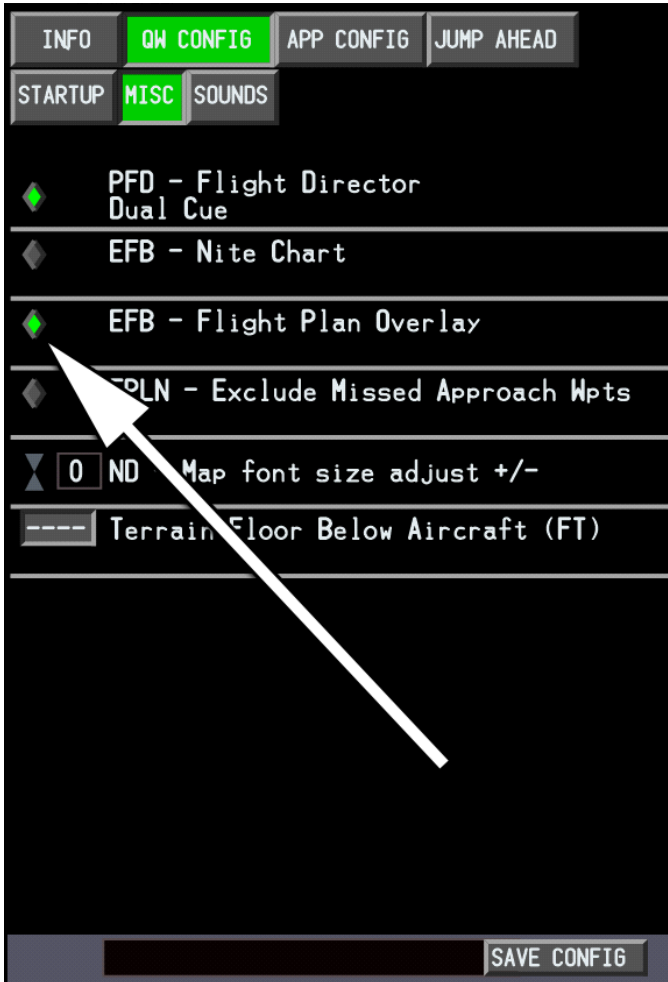 INFO QW CONFIG APP CONFIG JUMP AHEAD
STARTUP MISC SOUNDS
PFD - Flight Director
Dual Cue
EFB - Nite Chart
EFB - Flight Plan Overlay
FPLN - Exclude Missed Approach Wpts
0 ND - Map font size adjust +/-
---- Terrain Floor Below Aircraft (FT)
SAVE CONFIG